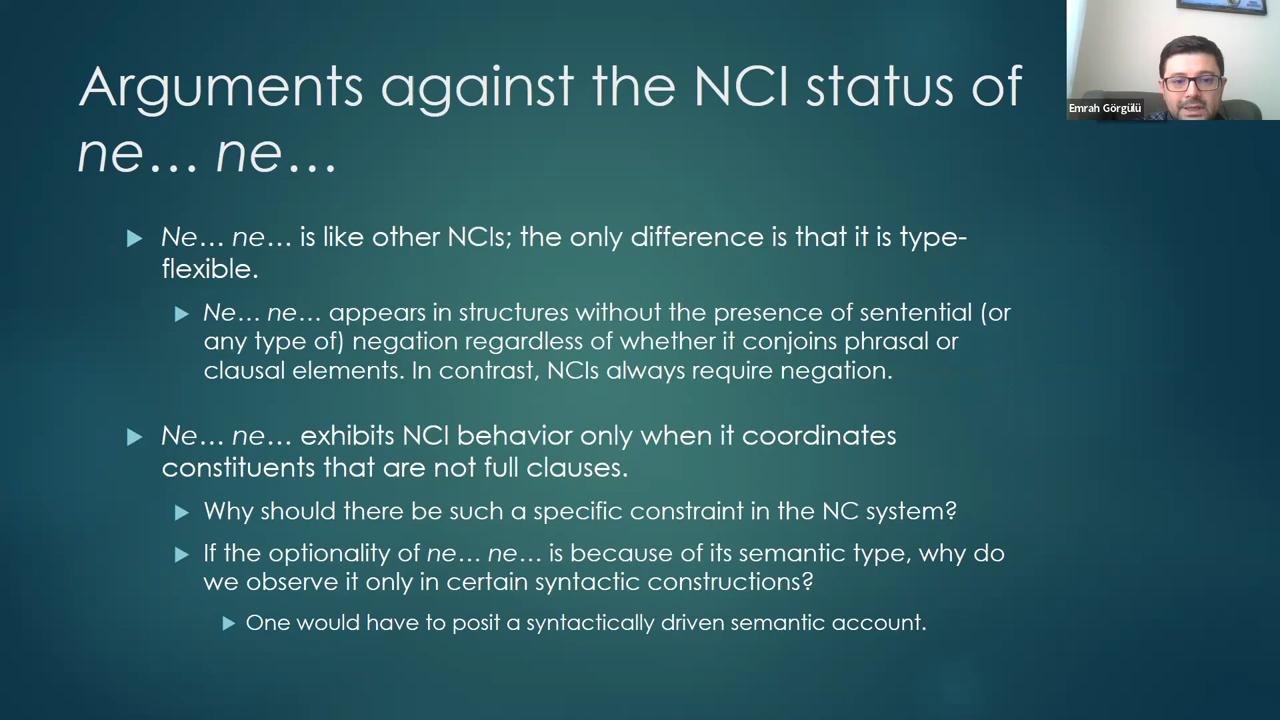 Arguments against the NCI status of
ne… ne…
Emrah Görgülü
Ne… ne… is like other NCIs; the only difference is that it is type-
flexible.
Ne… ne… appears in structures without the presence of sentential (or
any type of) negation regardless of whether it conjoins phrasal or
clausal elements. In contrast, NCIs always require negation.
Ne… ne… exhibits NCI behavior only when it coordinates
constituents that are not full clauses.
Why should there be such a specific constraint in the NC system?
If the optionality of ne… ne… is because of its semantic type, why do
we observe it only in certain syntactic constructions?
One would have to posit a syntactically driven semantic account.